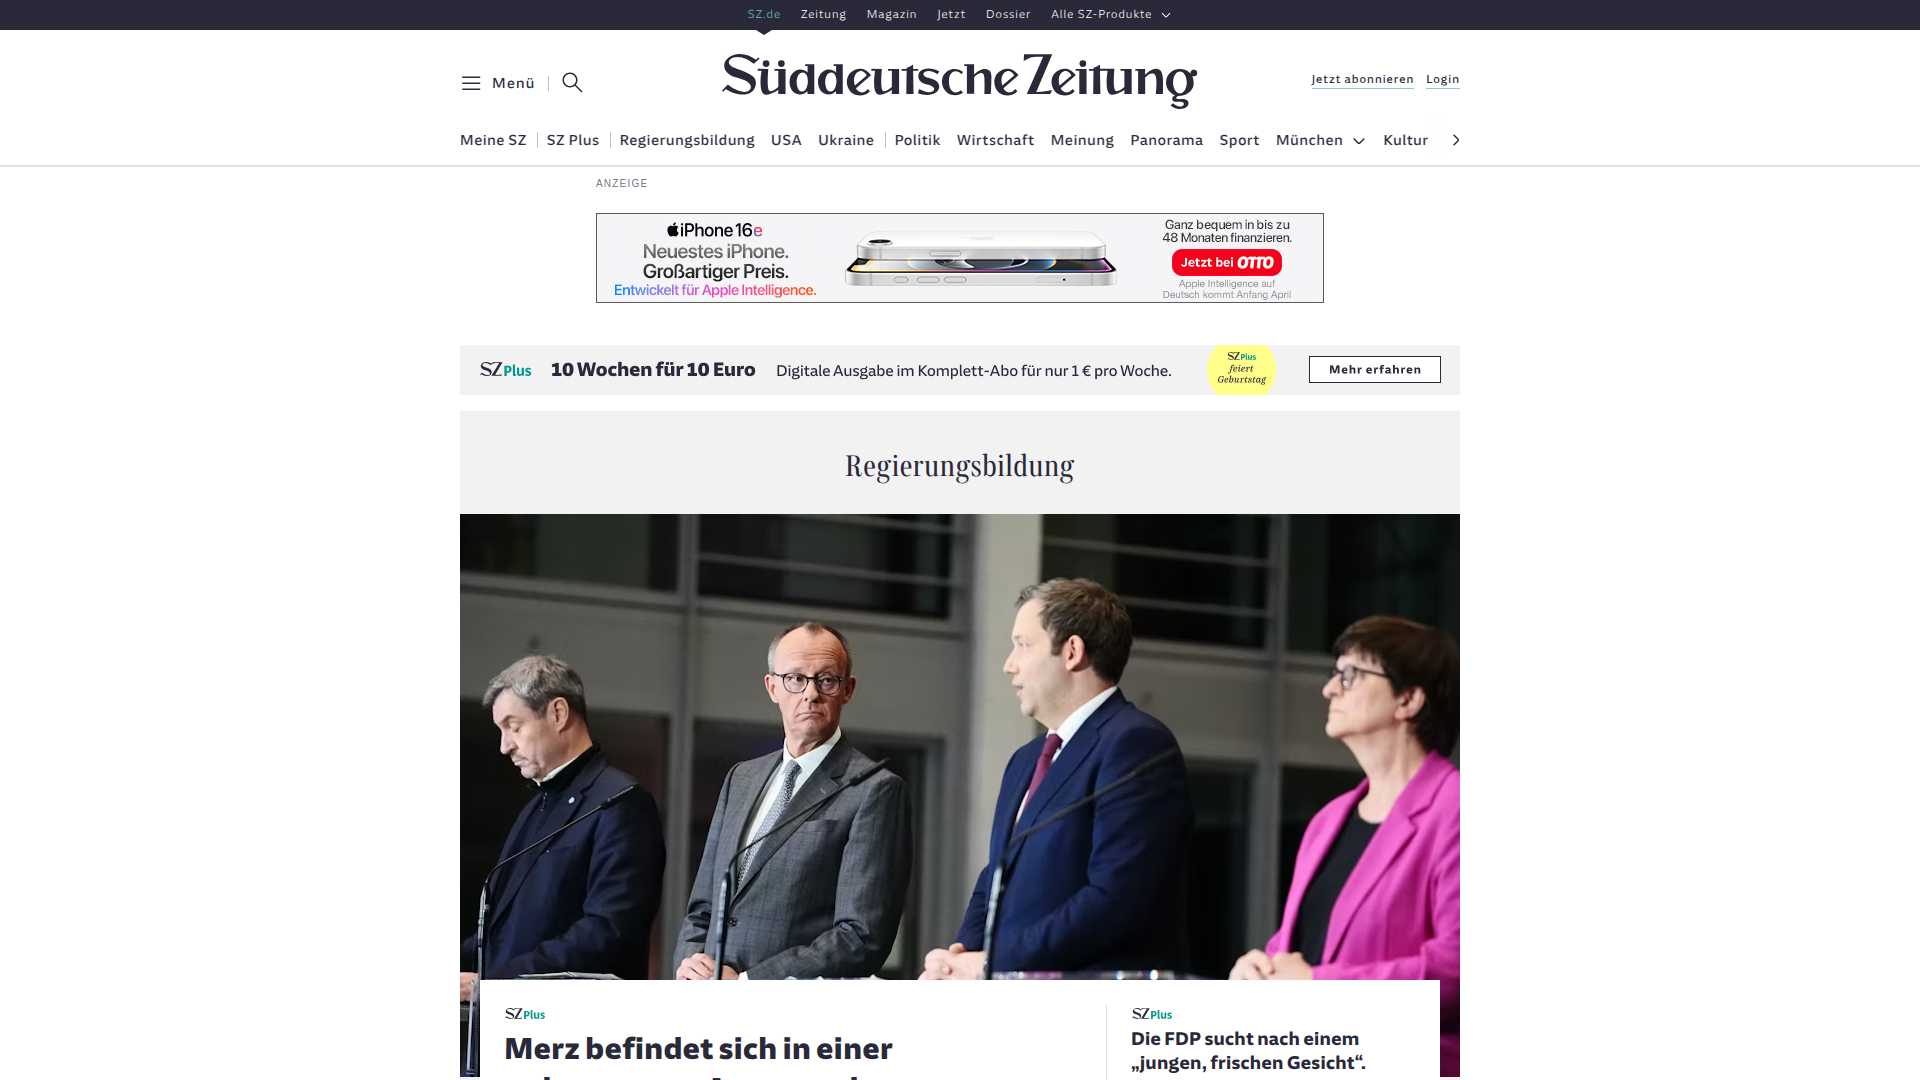 SZ.de Zeitung Magazin Jetzt Dossier Alle SZ-Produkte
Menü
Süddeutsche Zeitung
Jetzt abonnieren Login
Meine SZ SZ Plus Regierungsbildung USA Ukraine Politik Wirtschaft Meinung Panorama Sport München Kultur
ANZEIGE
iPhone 16e
Neuestes iPhone.
Großartiger Preis.
Entwickelt für Apple Intelligence.
Ganz bequem in bis zu
48 Monaten finanzieren.
Jetzt bei OTTO
Apple Intelligence auf
Deutsch kommt Anfang April
SZ Plus 10 Wochen für 10 Euro Digitale Ausgabe im Komplett-Abo für nur 1 € pro Woche.
SZ Plus
feiert
Geburtstag
Mehr erfahren
Regierungsbildung
SZ Plus
Merz befindet sich in einer
SZ Plus
Die FDP sucht nach einem
„jungen, frischen Gesicht“.